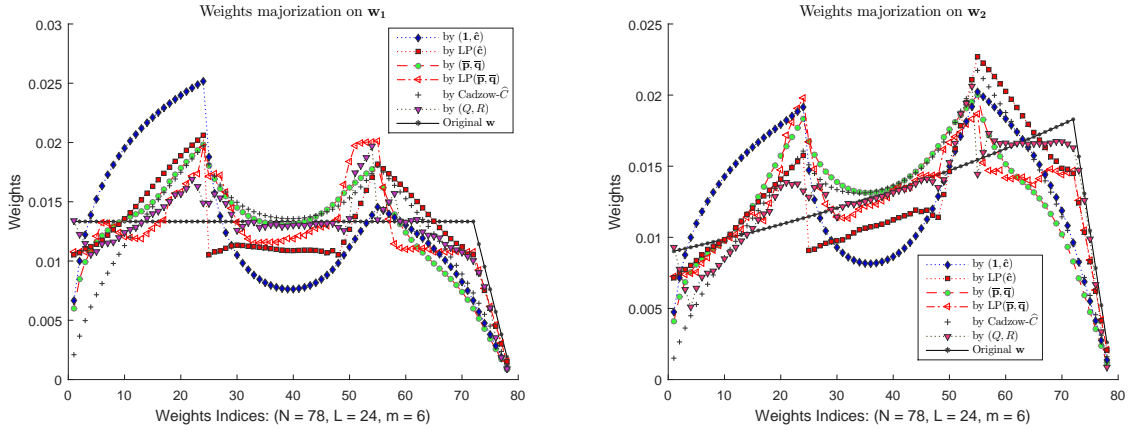 Weights majorization on w₁
0.03
0.025
0.02
0.015
0.01
0.005
0
Weights
0 10 20 30 40 50 60 70 80
Weights Indices: (N = 78, L = 24, m = 6)
by (1, ĉ)
by LP(ĉ)
by (p̅, q̅)
by LP(p̅, q̅)
by Cadzow-Ĉ
by (Q, R)
Original w
Weights majorization on w₂
0.025
0.02
0.015
0.01
0.005
0
Weights
0 10 20 30 40 50 60 70 80
Weights Indices: (N = 78, L = 24, m = 6)
by (1, ĉ)
by LP(ĉ)
by (p̅, q̅)
by LP(p̅, q̅)
by Cadzow-Ĉ
by (Q, R)
Original w